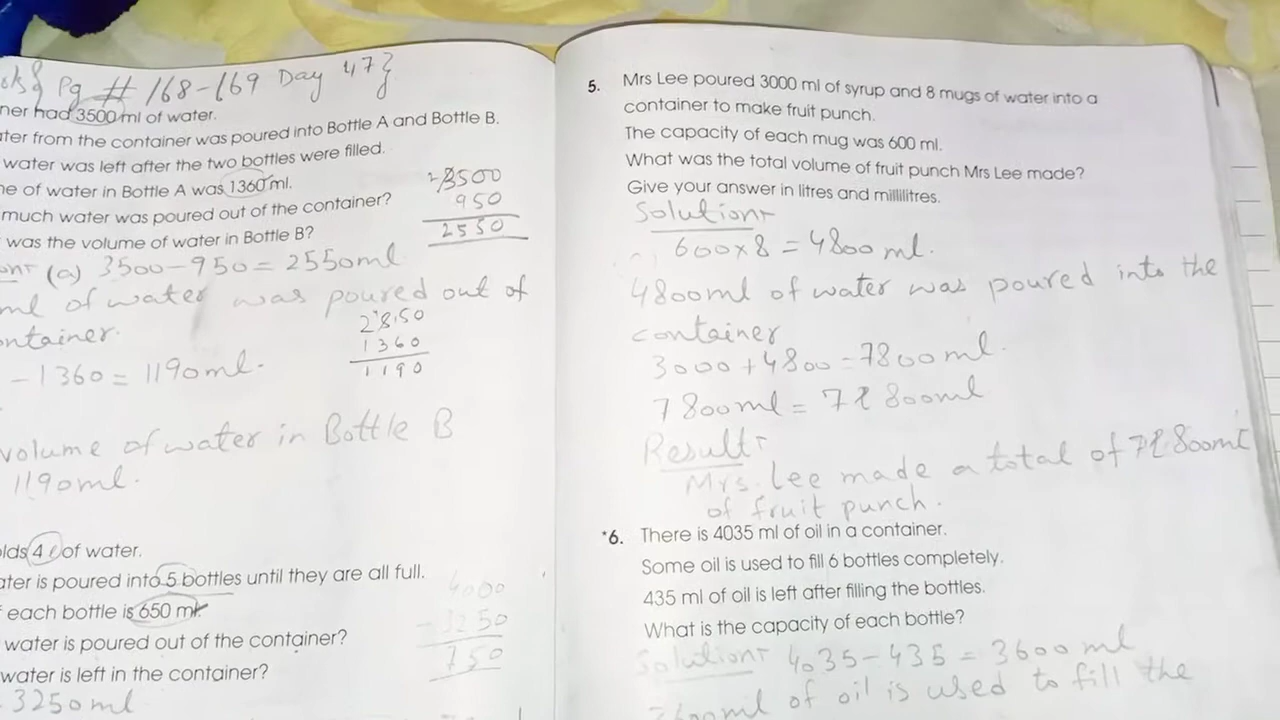 Pg # 168-169 Day 47}
ner had 3500 ml of water.
ter from the container was poured into Bottle A and Bottle B.
water was left after the two bottles were filled.
ne of water in Bottle A was 1360 ml.
much water was poured out of the container?
was the volume of water in Bottle B?
3500
950
2550
(a) 3500-950 = 2550ml
ml of water was poured out of
ontainer.
1360
1190
-1360 = 1190ml.
volume of water in Bottle B
1190ml.
olds 4 ℓ of water.
ater is poured into 5 bottles until they are all full.
each bottle is 650 ml.
water is poured out of the container?
water is left in the container?
4000
- 3250
750
3250ml
5. Mrs Lee poured 3000 ml of syrup and 8 mugs of water into a
container to make fruit punch.
The capacity of each mug was 600 ml.
What was the total volume of fruit punch Mrs Lee made?
Give your answer in litres and millilitres.
Solution:-
600x8 = 4800 ml.
4800ml of water was poured into the
container
3000+4800=7800ml.
7800ml = 7ℓ 800ml
Result:-
Mrs. Lee made a total of 7ℓ 800ml
of fruit punch.
*6. There is 4035 ml of oil in a container.
Some oil is used to fill 6 bottles completely.
435 ml of oil is left after filling the bottles.
What is the capacity of each bottle?
Solution:- 4035-435 = 3600 ml
3600ml of oil is used to fill the